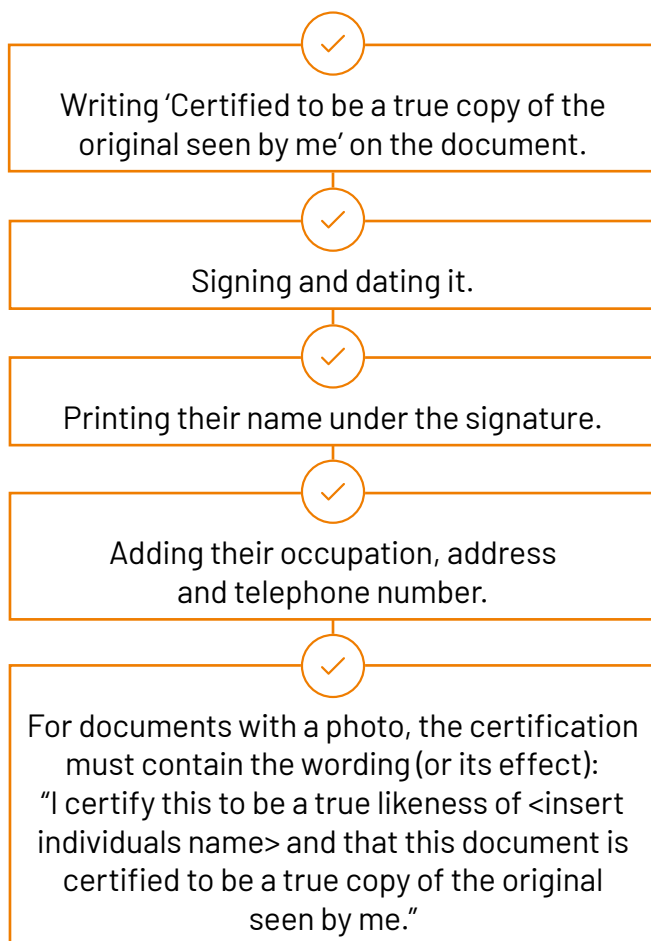 Writing ‘Certified to be a true copy of the
original seen by me’ on the document.
Signing and dating it.
Printing their name under the signature.
Adding their occupation, address
and telephone number.
For documents with a photo, the certification
must contain the wording (or its effect):
“I certify this to be a true likeness of <insert
individuals name> and that this document is
certified to be a true copy of the original
seen by me.”